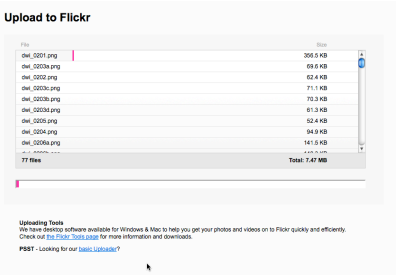 Upload to Flickr
File Size
dwl_0201.png 356.5 KB
dwl_0203a.png 69.6 KB
dwl_0202.png 62.4 KB
dwl_0203c.png 71.1 KB
dwl_0203b.png 70.3 KB
dwl_0203d.png 61.3 KB
dwl_0205.png 52.4 KB
dwl_0204.png 94.9 KB
dwl_0206a.png 141.5 KB
77 files Total: 7.47 MB
Uploading Tools
We have desktop software available for Windows & Mac to help you get your photos and videos on to Flickr quickly and efficiently.
Check out the Flickr Tools page for more information and downloads.
PSST - Looking for our basic Uploader?